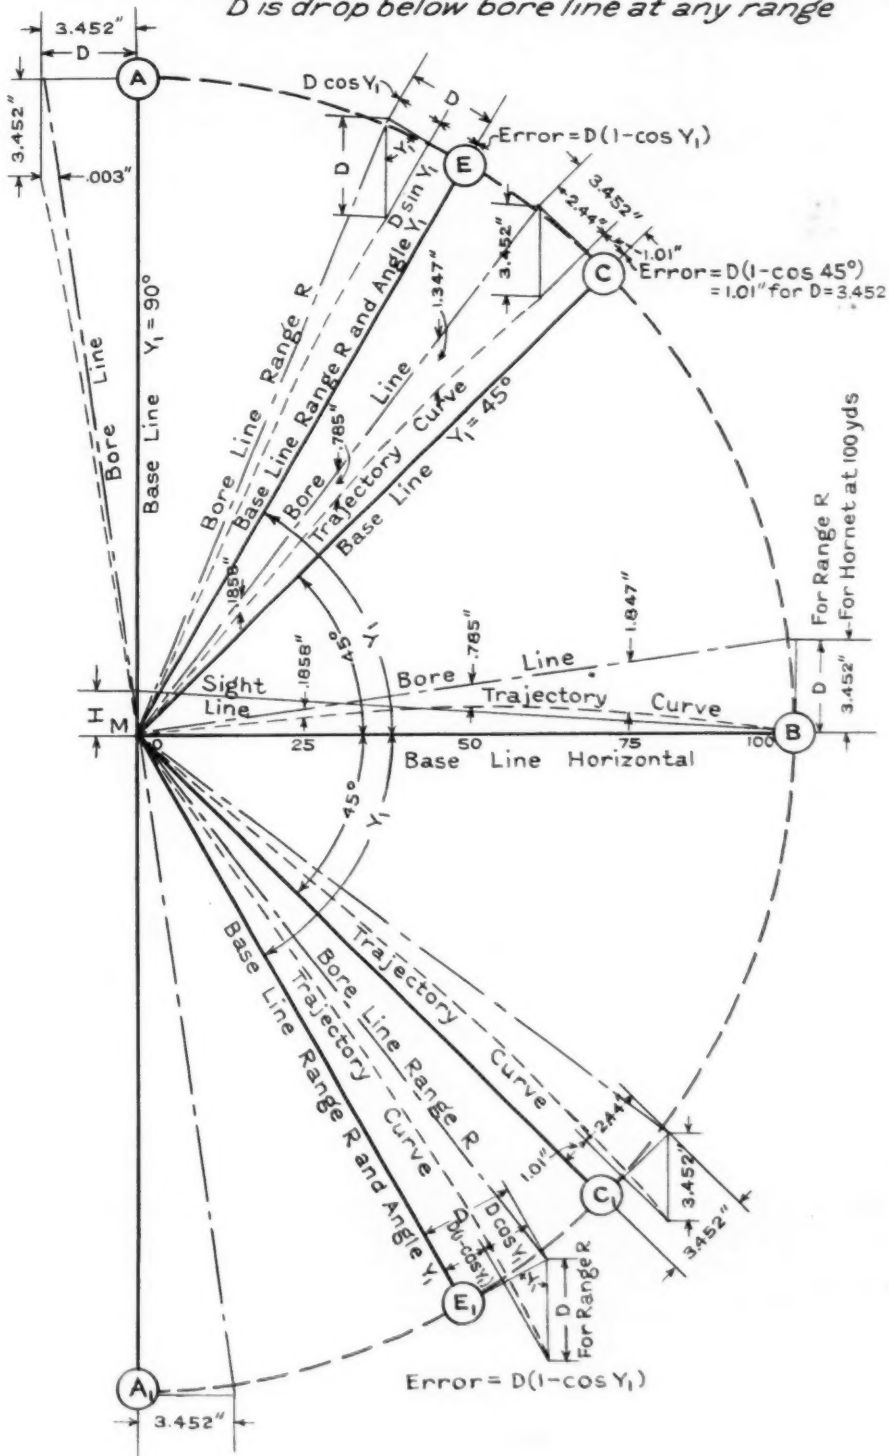 D is drop below bore line at any range
3.452"
D
A
3.452"
.003"
D cos Y₁
D
Error = D(1-cos Y₁)
E
Y₁
D
D sin Y₁
3.452"
2.44"
1.01"
3.452"
C
Error = D(1-cos 45°)
= 1.01" for D=3.452
Bore Line
Base Line Y₁ = 90°
Bore Line Range R
Base Line Range R and Angle Y₁
1.347"
.785"
.1858"
Bore Line
Trajectory Curve
Base Line Y₁ = 45°
45°
Y₁
For Range R
For Hornet at 100 yds
D
3.452"
H
M
Sight
Line
.1858"
.785"
1.847"
Bore Line
Trajectory Curve
B
0 25 50 75 100
Base Line Horizontal
45°
Y₁
Base Line Range R and Angle Y₁
Trajectory Curve
Bore Line Range R
Trajectory Curve
2.44"
1.01"
C₁
3.452"
3.452"
D
D(1-cos Y₁)
D cos Y₁
Y₁
E₁
D
For Range R
A₁
Error = D(1-cos Y₁)
3.452"